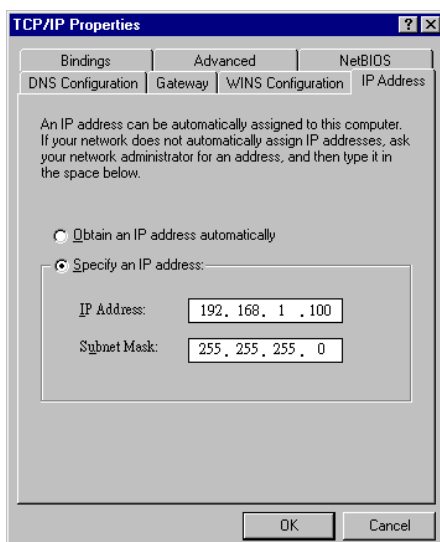 TCP/IP Properties
Bindings Advanced NetBIOS
DNS Configuration Gateway WINS Configuration IP Address
An IP address can be automatically assigned to this computer.
If your network does not automatically assign IP addresses, ask
your network administrator for an address, and then type it in
the space below.
Obtain an IP address automatically
Specify an IP address:
IP Address: 192. 168. 1 .100
Subnet Mask: 255. 255. 255. 0
OK Cancel